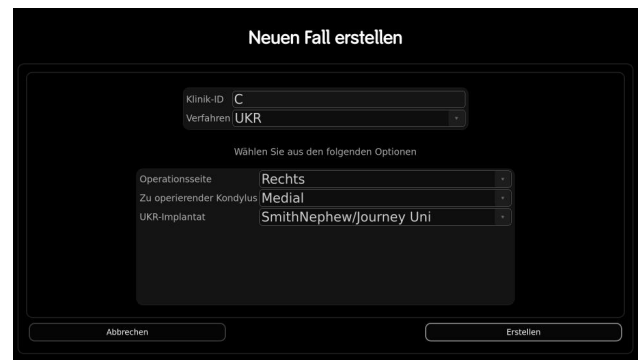 Neuen Fall erstellen
Klinik-ID C
Verfahren UKR
Wählen Sie aus den folgenden Optionen
Operationsseite Rechts
Zu operierender Kondylus Medial
UKR-Implantat SmithNephew/Journey Uni
Abbrechen Erstellen